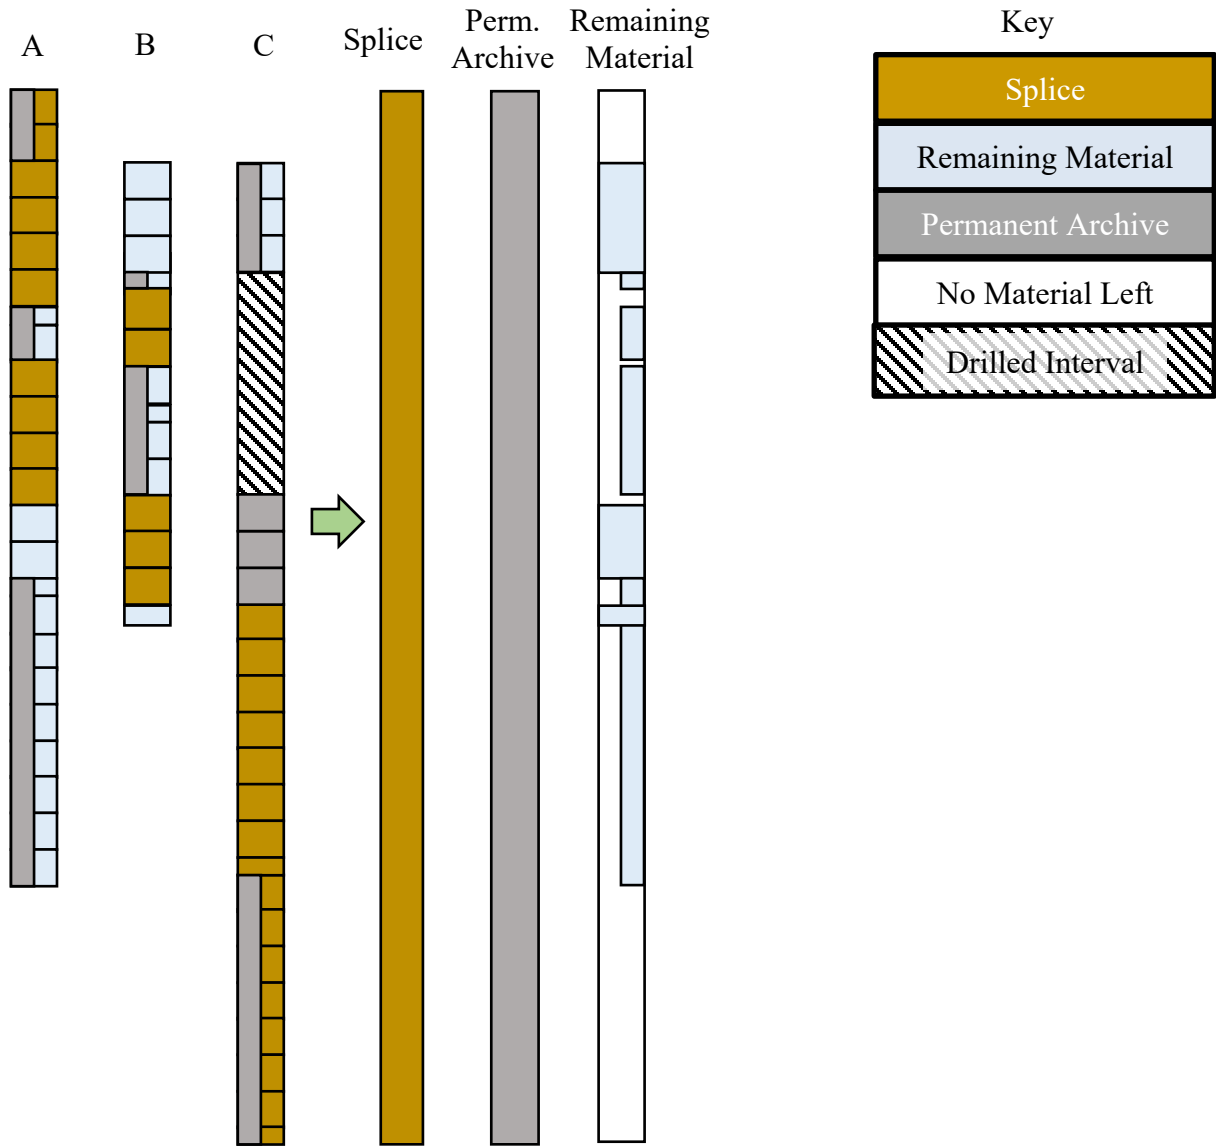 A
B
C
Splice
Perm.
Archive
Remaining
Material
Key
Splice
Remaining Material
Permanent Archive
No Material Left
Drilled Interval